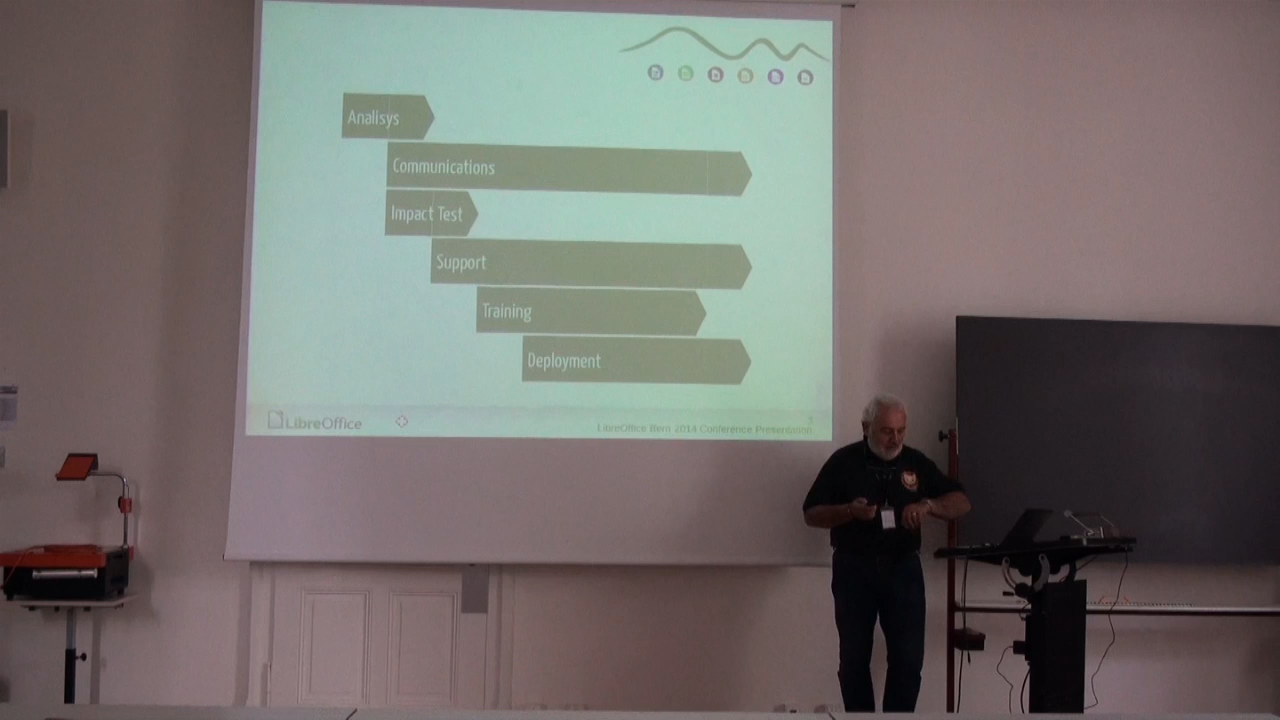 Analisys
Communications
Impact Test
Support
Training
Deployment
LibreOffice
LibreOffice Bern 2014 Conference Presentation